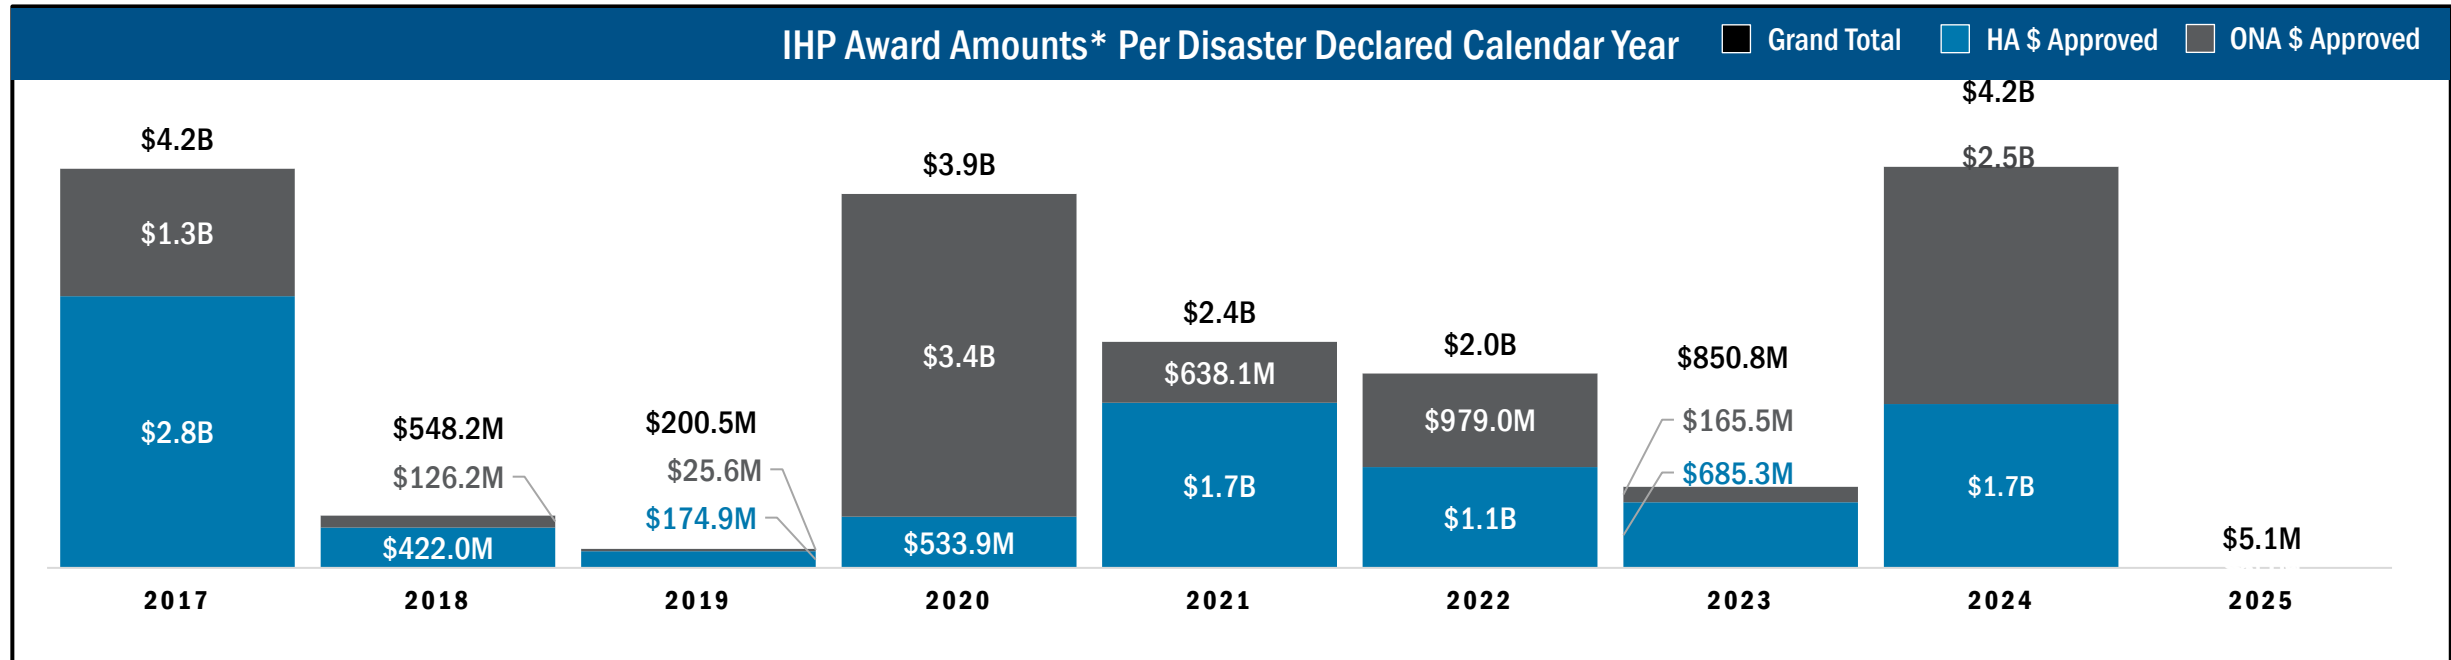 IHP Award Amounts* Per Disaster Declared Calendar Year
Grand Total
HA $ Approved
ONA $ Approved
$4.2B
$1.3B
$2.8B
$548.2M
$126.2M
$422.0M
$200.5M
$25.6M
$174.9M
$3.9B
$3.4B
$533.9M
$2.4B
$638.1M
$1.7B
$2.0B
$979.0M
$1.1B
$850.8M
$165.5M
$685.3M
$4.2B
$2.5B
$1.7B
$5.1M
2017 2018 2019 2020 2021 2022 2023 2024 2025